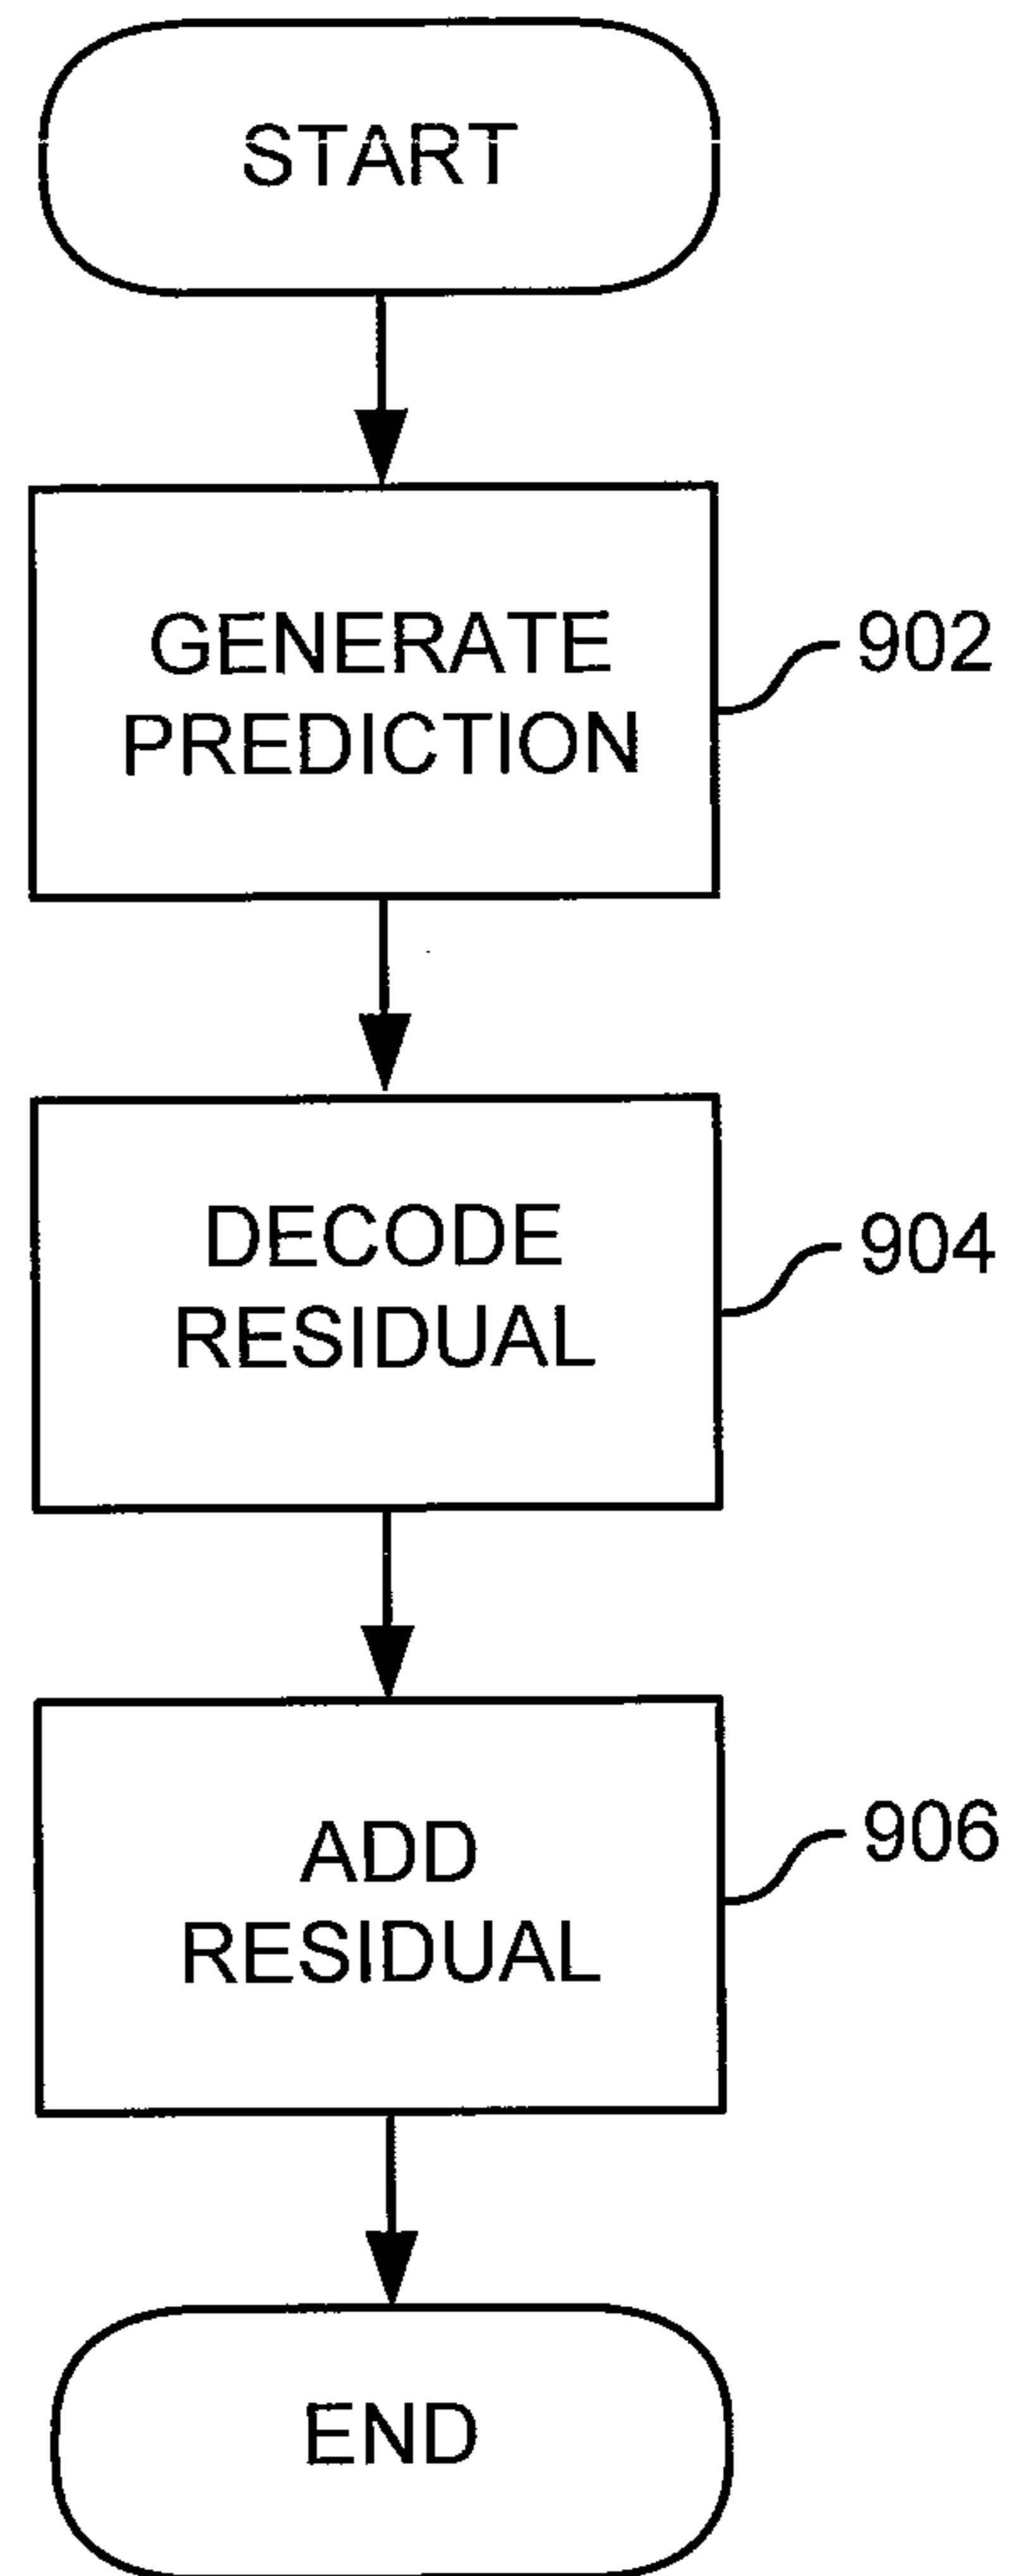 START
GENERATE
PREDICTION
902
DECODE
RESIDUAL
904
ADD
RESIDUAL
906
END